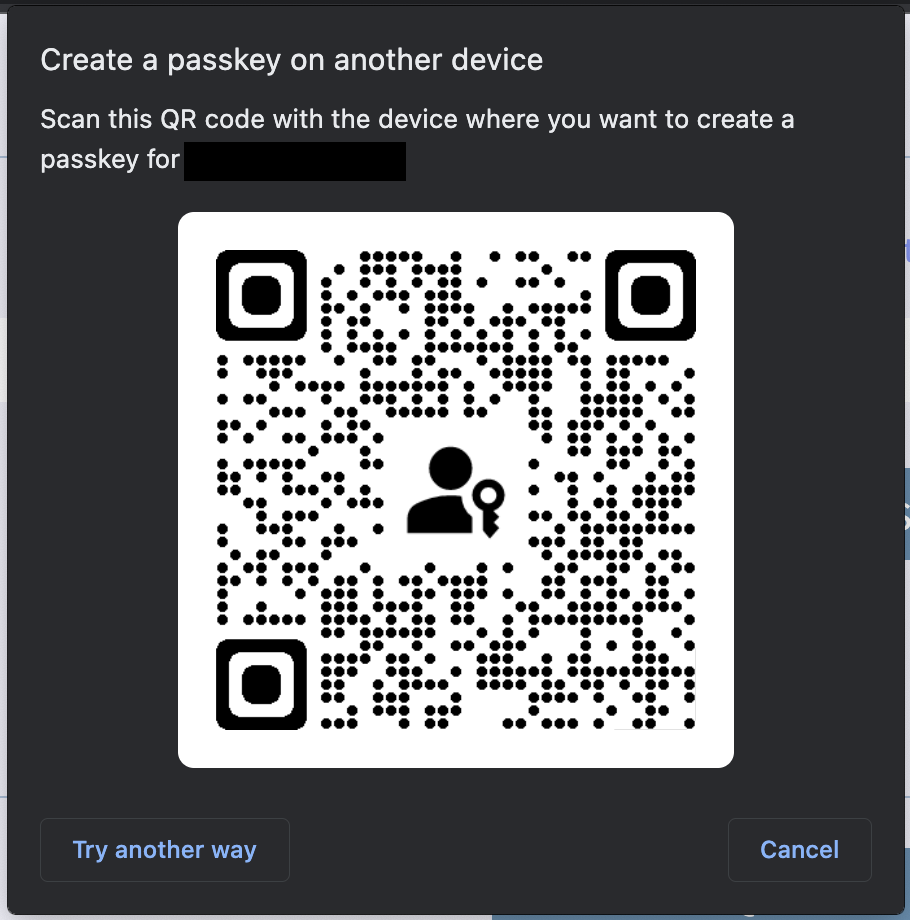 Create a passkey on another device
Scan this QR code with the device where you want to create a
passkey for
Try another way
Cancel